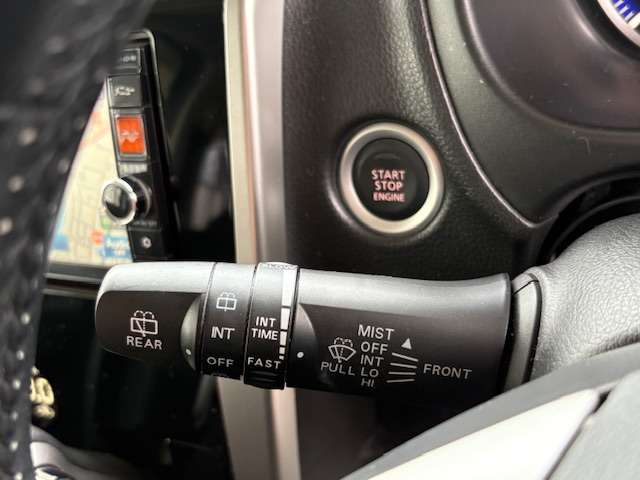 START
STOP
ENGINE
REAR
INT
OFF
INT
TIME
FAST
MIST
OFF
INT
PULL LO
HI
FRONT